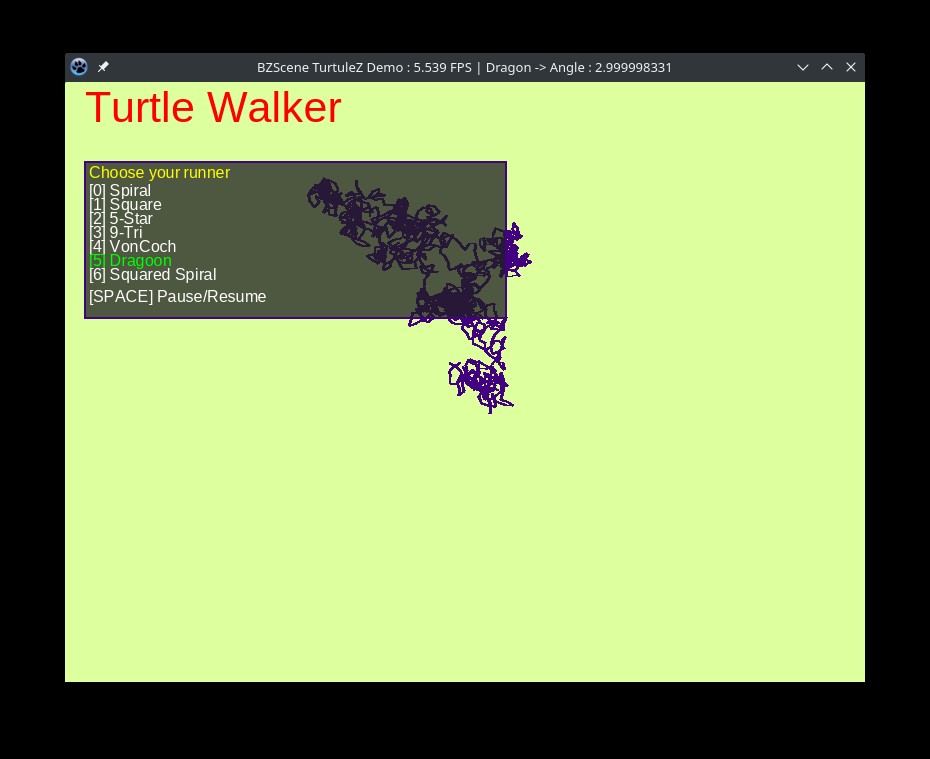 BZScene TurtuleZ Demo : 5.539 FPS | Dragon -> Angle : 2.999998331
Turtle Walker
Choose your runner
[0] Spiral
[1] Square
[2] 5-Star
[3] 9-Tri
[4] VonCoch
[5] Dragoon
[6] Squared Spiral
[SPACE] Pause/Resume